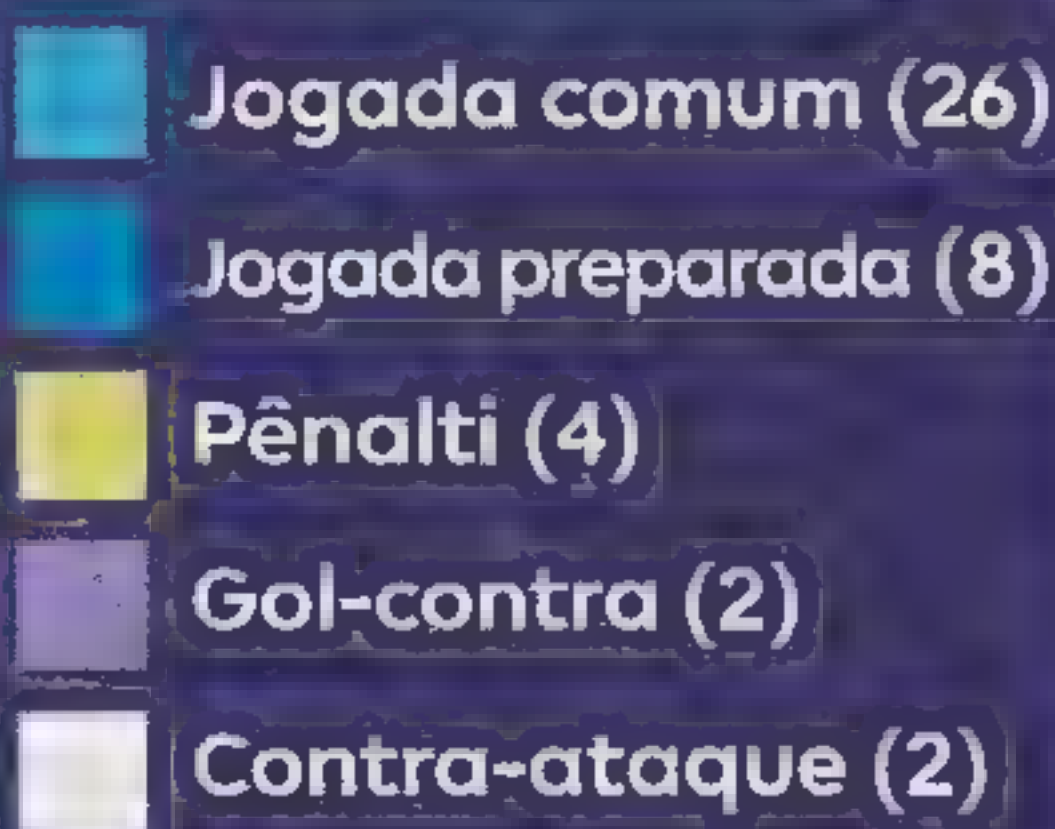 Jogada comum (26)
Jogada preparada (8)
Pênalti (4)
Gol-contra (2)
Contra-ataque (2)